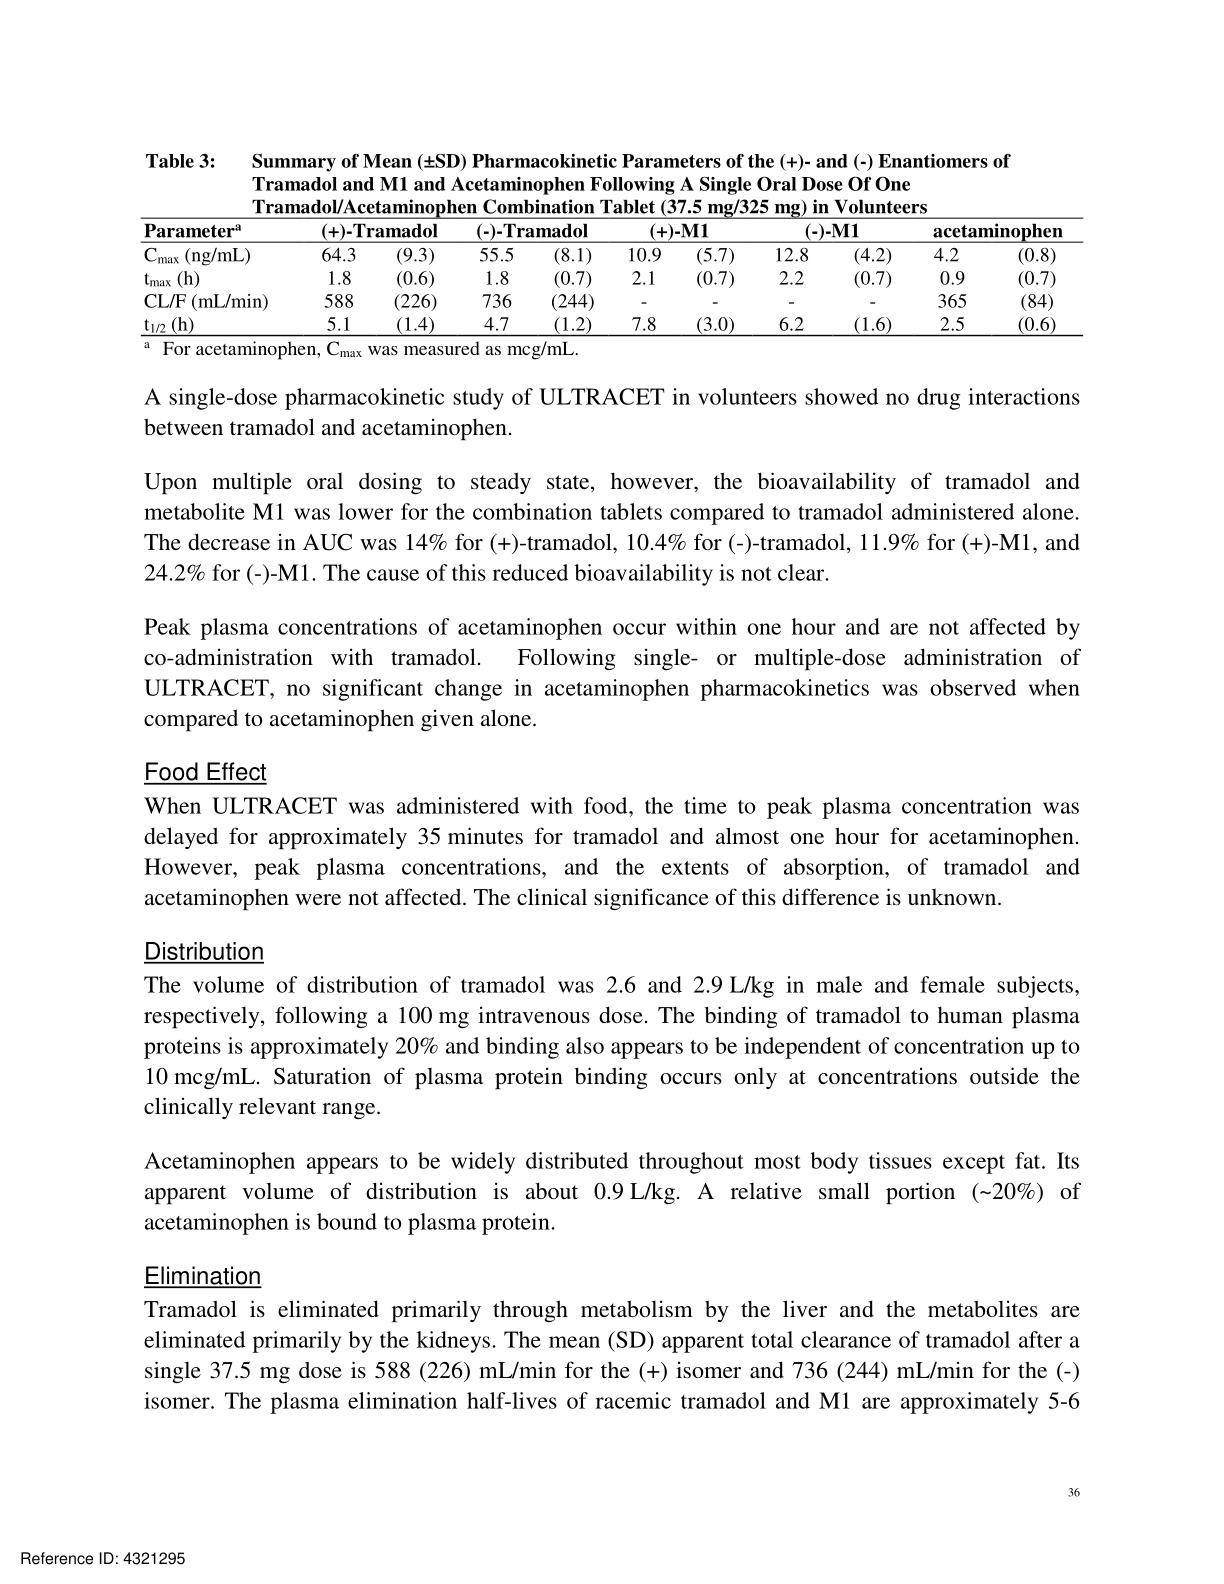 Table 3: Summary of Mean (±SD) Pharmacokinetic Parameters of the (+)- and (-) Enantiomers of
Tramadol and M1 and Acetaminophen Following A Single Oral Dose Of One
Tramadol/Acetaminophen Combination Tablet (37.5 mg/325 mg) in Volunteers
Parameterᵃ (+)-Tramadol (-)-Tramadol (+)-M1 (-)-M1 acetaminophen
Cmax (ng/mL) 64.3 (9.3) 55.5 (8.1) 10.9 (5.7) 12.8 (4.2) 4.2 (0.8)
tmax (h) 1.8 (0.6) 1.8 (0.7) 2.1 (0.7) 2.2 (0.7) 0.9 (0.7)
CL/F (mL/min) 588 (226) 736 (244) - - - - 365 (84)
t1/2 (h) 5.1 (1.4) 4.7 (1.2) 7.8 (3.0) 6.2 (1.6) 2.5 (0.6)
ᵃ For acetaminophen, Cmax was measured as mcg/mL.
A single-dose pharmacokinetic study of ULTRACET in volunteers showed no drug interactions
between tramadol and acetaminophen.
Upon multiple oral dosing to steady state, however, the bioavailability of tramadol and
metabolite M1 was lower for the combination tablets compared to tramadol administered alone.
The decrease in AUC was 14% for (+)-tramadol, 10.4% for (-)-tramadol, 11.9% for (+)-M1, and
24.2% for (-)-M1. The cause of this reduced bioavailability is not clear.
Peak plasma concentrations of acetaminophen occur within one hour and are not affected by
co-administration with tramadol. Following single- or multiple-dose administration of
ULTRACET, no significant change in acetaminophen pharmacokinetics was observed when
compared to acetaminophen given alone.
Food Effect
When ULTRACET was administered with food, the time to peak plasma concentration was
delayed for approximately 35 minutes for tramadol and almost one hour for acetaminophen.
However, peak plasma concentrations, and the extents of absorption, of tramadol and
acetaminophen were not affected. The clinical significance of this difference is unknown.
Distribution
The volume of distribution of tramadol was 2.6 and 2.9 L/kg in male and female subjects,
respectively, following a 100 mg intravenous dose. The binding of tramadol to human plasma
proteins is approximately 20% and binding also appears to be independent of concentration up to
10 mcg/mL. Saturation of plasma protein binding occurs only at concentrations outside the
clinically relevant range.
Acetaminophen appears to be widely distributed throughout most body tissues except fat. Its
apparent volume of distribution is about 0.9 L/kg. A relative small portion (~20%) of
acetaminophen is bound to plasma protein.
Elimination
Tramadol is eliminated primarily through metabolism by the liver and the metabolites are
eliminated primarily by the kidneys. The mean (SD) apparent total clearance of tramadol after a
single 37.5 mg dose is 588 (226) mL/min for the (+) isomer and 736 (244) mL/min for the (-)
isomer. The plasma elimination half-lives of racemic tramadol and M1 are approximately 5-6
36
Reference ID: 4321295